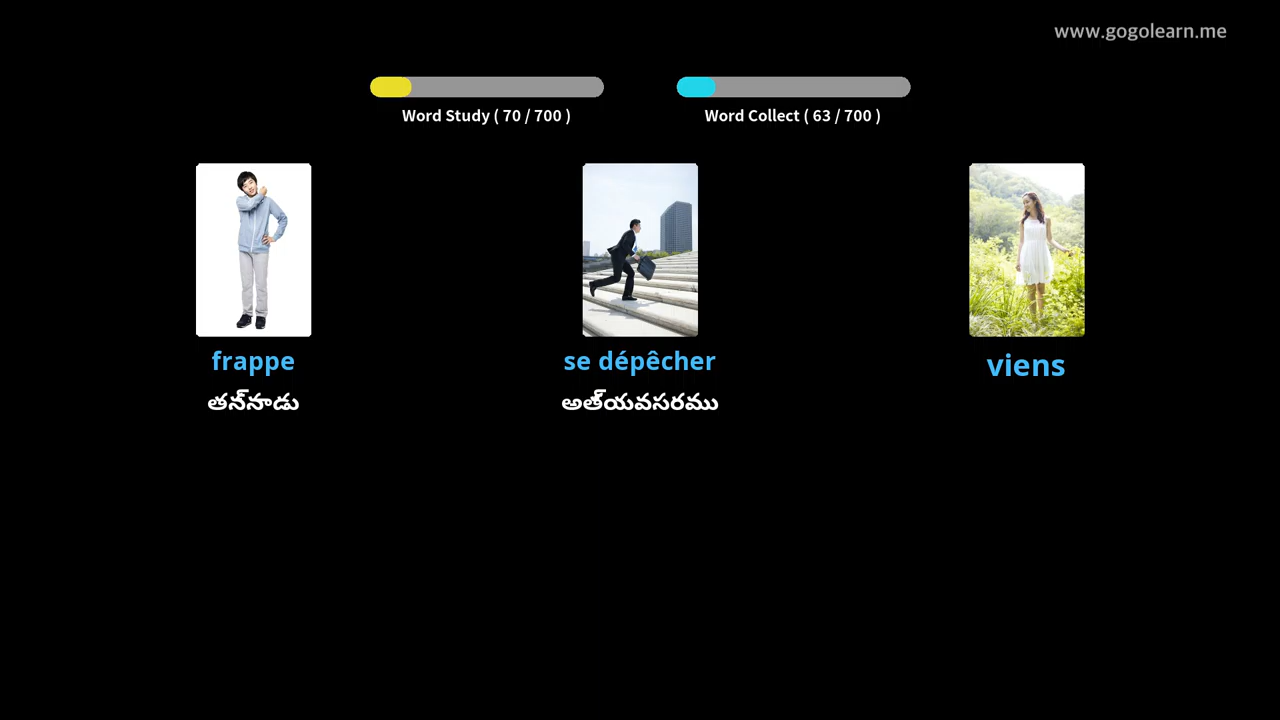 www.gogolearn.me
Word Study ( 70 / 700 )
Word Collect ( 63 / 700 )
frappe
se dépêcher
viens
తన్‌నాడు
అత్‌యవసరము